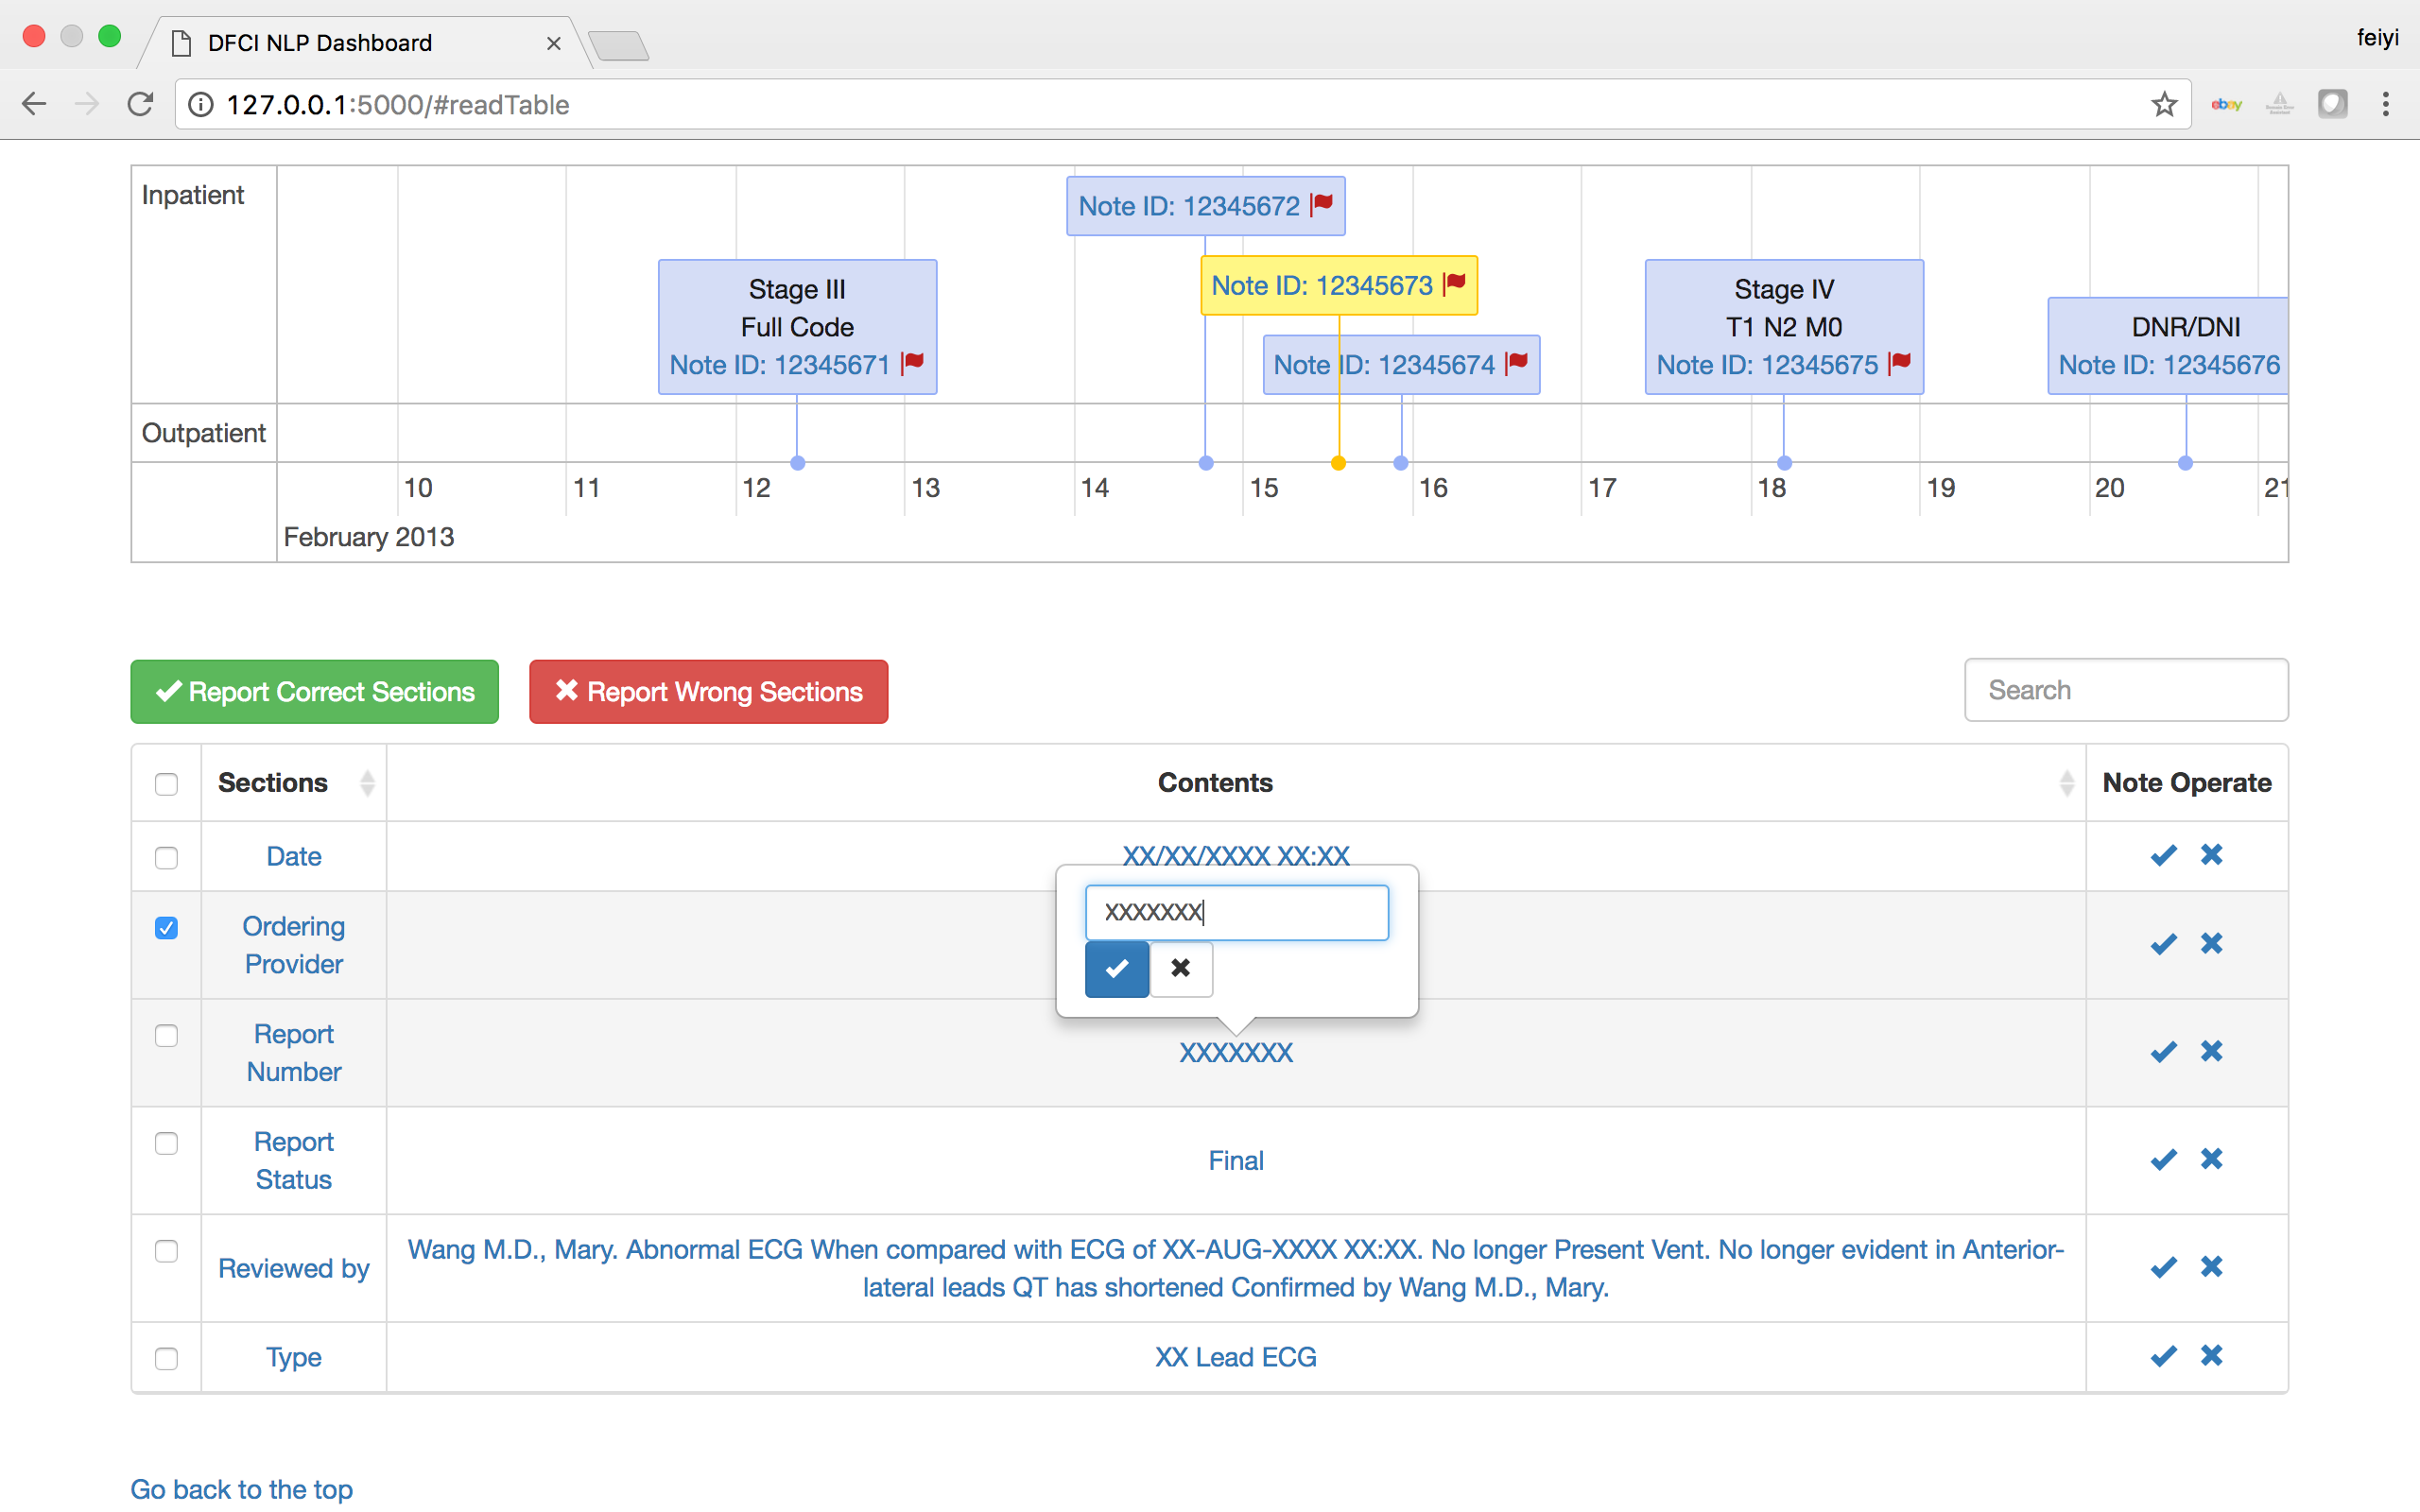 DFCI NLP Dashboard
feiyi
127.0.0.1:5000/#readTable
ebay
Inpatient
Note ID: 12345672
Note ID: 12345673
Stage III
Full Code
Note ID: 12345671
Note ID: 12345674
Stage IV
T1 N2 M0
Note ID: 12345675
DNR/DNI
Note ID: 12345676
Outpatient
10 11 12 13 14 15 16 17 18 19 20 21
February 2013
Report Correct Sections Report Wrong Sections Search
Sections Contents Note Operate
Date XX/XX/XXXX XX:XX
XXXXXXX
Ordering
Provider
Report
Number
XXXXXXX
Report
Status
Final
Reviewed by
Wang M.D., Mary. Abnormal ECG When compared with ECG of XX-AUG-XXXX XX:XX. No longer Present Vent. No longer evident in Anterior-
lateral leads QT has shortened Confirmed by Wang M.D., Mary.
Type XX Lead ECG
Go back to the top